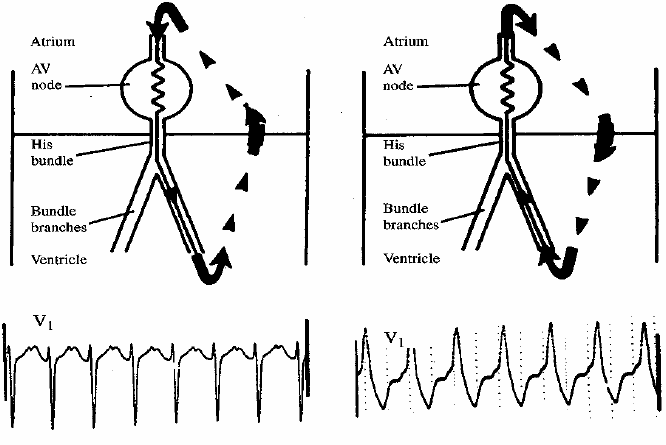 Atrium
AV
node
His
bundle
Bundle
branches
Ventricle
V1
Atrium
AV
node
His
bundle
Bundle
branches
Ventricle
V1